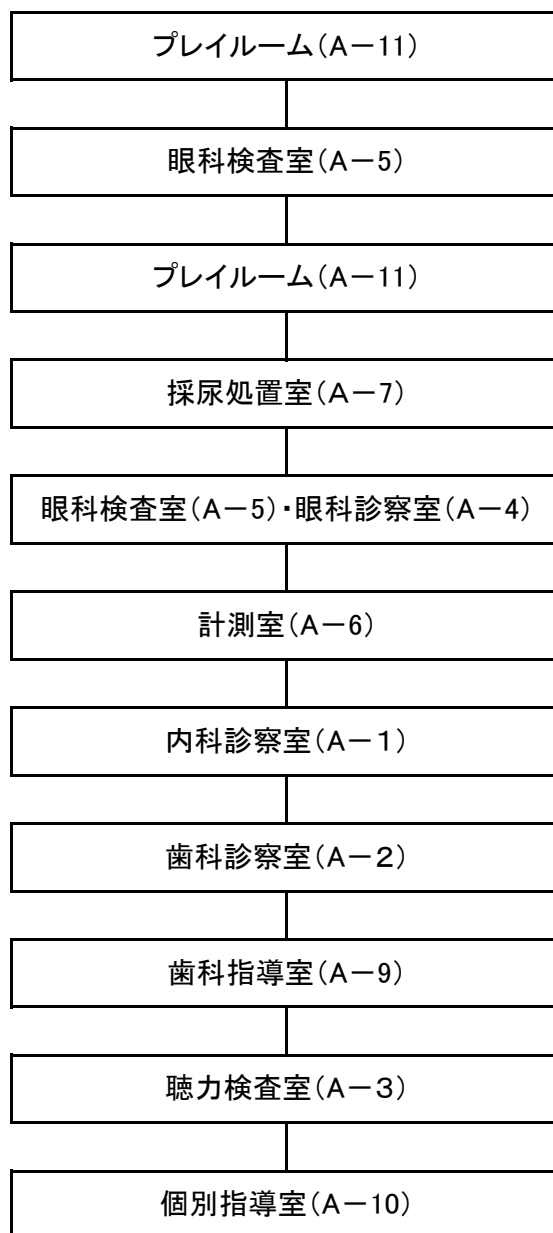 プレイルーム(A－11)
眼科検査室(A－5)
プレイルーム(A－11)
採尿処置室(A－7)
眼科検査室(A－5)・眼科診察室(A－4)
計測室(A－6)
内科診察室(A－１)
歯科診察室(A－２)
歯科指導室(A－9)
聴力検査室(A－３)
個別指導室(A－10)